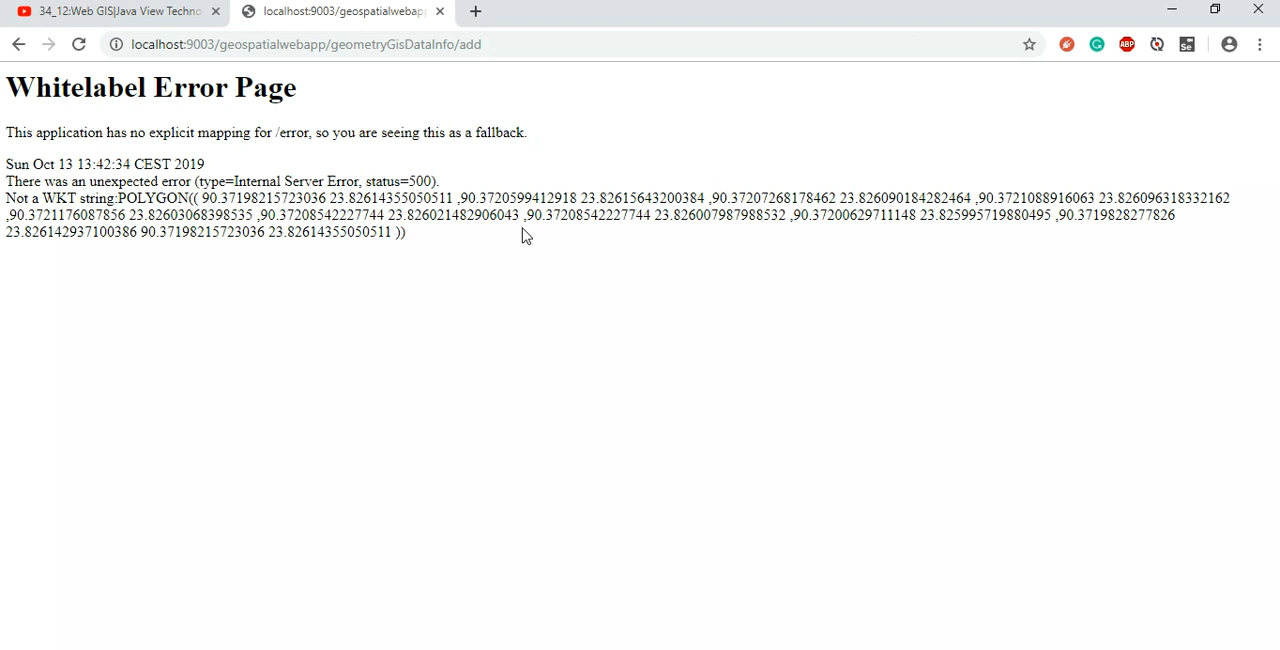 34_12:Web GIS|Java View Techno
localhost:9003/geospatialwebapp
localhost:9003/geospatialwebapp/geometryGisDataInfo/add
ABP
Se
Whitelabel Error Page
This application has no explicit mapping for /error, so you are seeing this as a fallback.
Sun Oct 13 13:42:34 CEST 2019
There was an unexpected error (type=Internal Server Error, status=500).
Not a WKT string:POLYGON(( 90.37198215723036 23.82614355050511 ,90.3720599412918 23.82615643200384 ,90.37207268178462 23.826090184282464 ,90.3721088916063 23.826096318332162
,90.3721176087856 23.82603068398535 ,90.37208542227744 23.826021482906043 ,90.37208542227744 23.826007987988532 ,90.37200629711148 23.825995719880495 ,90.3719828277826
23.826142937100386 90.37198215723036 23.82614355050511 ))